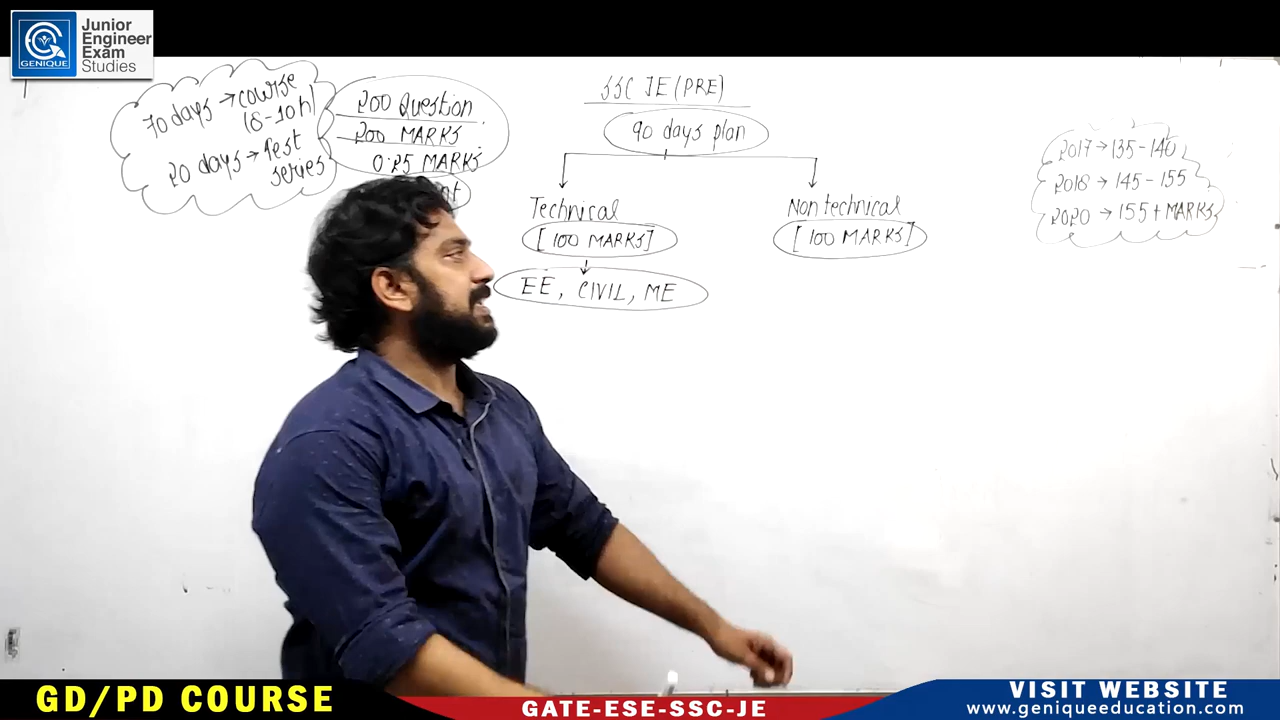 GENIQUE
Junior
Engineer
Exam
Studies
70 days → course
(8-10h)
20 days → Test
series
200 Question
200 MARKS
0.25 MARKS
SSC JE (PRE)
90 days plan
Technical
[100 MARKS]
EE, CIVIL, ME
Non technical
[100 MARKS]
2017 → 135 - 140
2018 → 145 - 155
2020 → 155 + MARKS
GD/PD COURSE
GATE-ESE-SSC-JE
VISIT WEBSITE
www.geniqueeducation.com